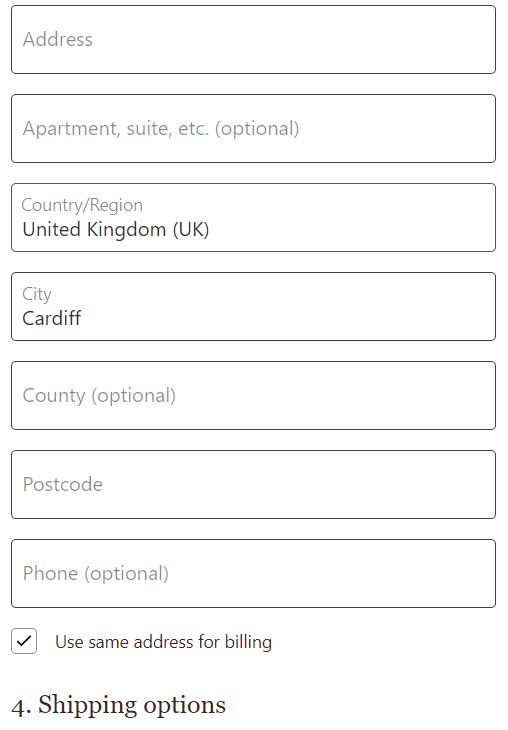 Address
Apartment, suite, etc. (optional)
Country/Region
United Kingdom (UK)
City
Cardiff
County (optional)
Postcode
Phone (optional)
Use same address for billing
4. Shipping options